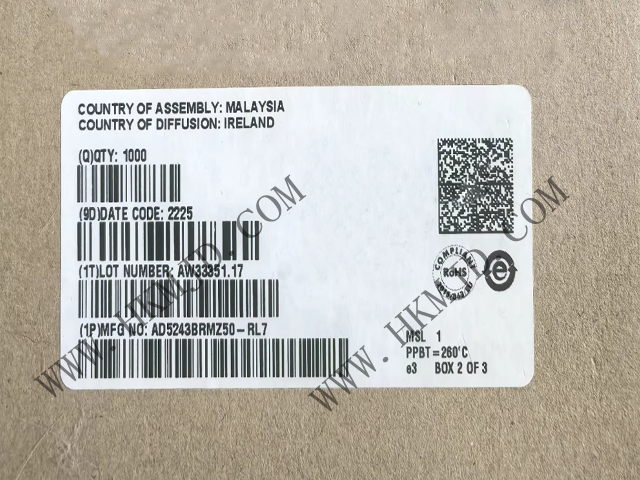 COUNTRY OF ASSEMBLY: MALAYSIA
COUNTRY OF DIFFUSION: IRELAND
(Q)QTY: 1000
(9D)DATE CODE: 2225
(1T)LOT NUMBER: AW33351.17
(1P)MFG NO: AD5243BRMZ50-RL7
COMPLIANT
RoHS
e
MSL 1
PPBT=260'C
e3 BOX 2 OF 3
WWW.HKMJD.COM
WWW.HKMJD.COM